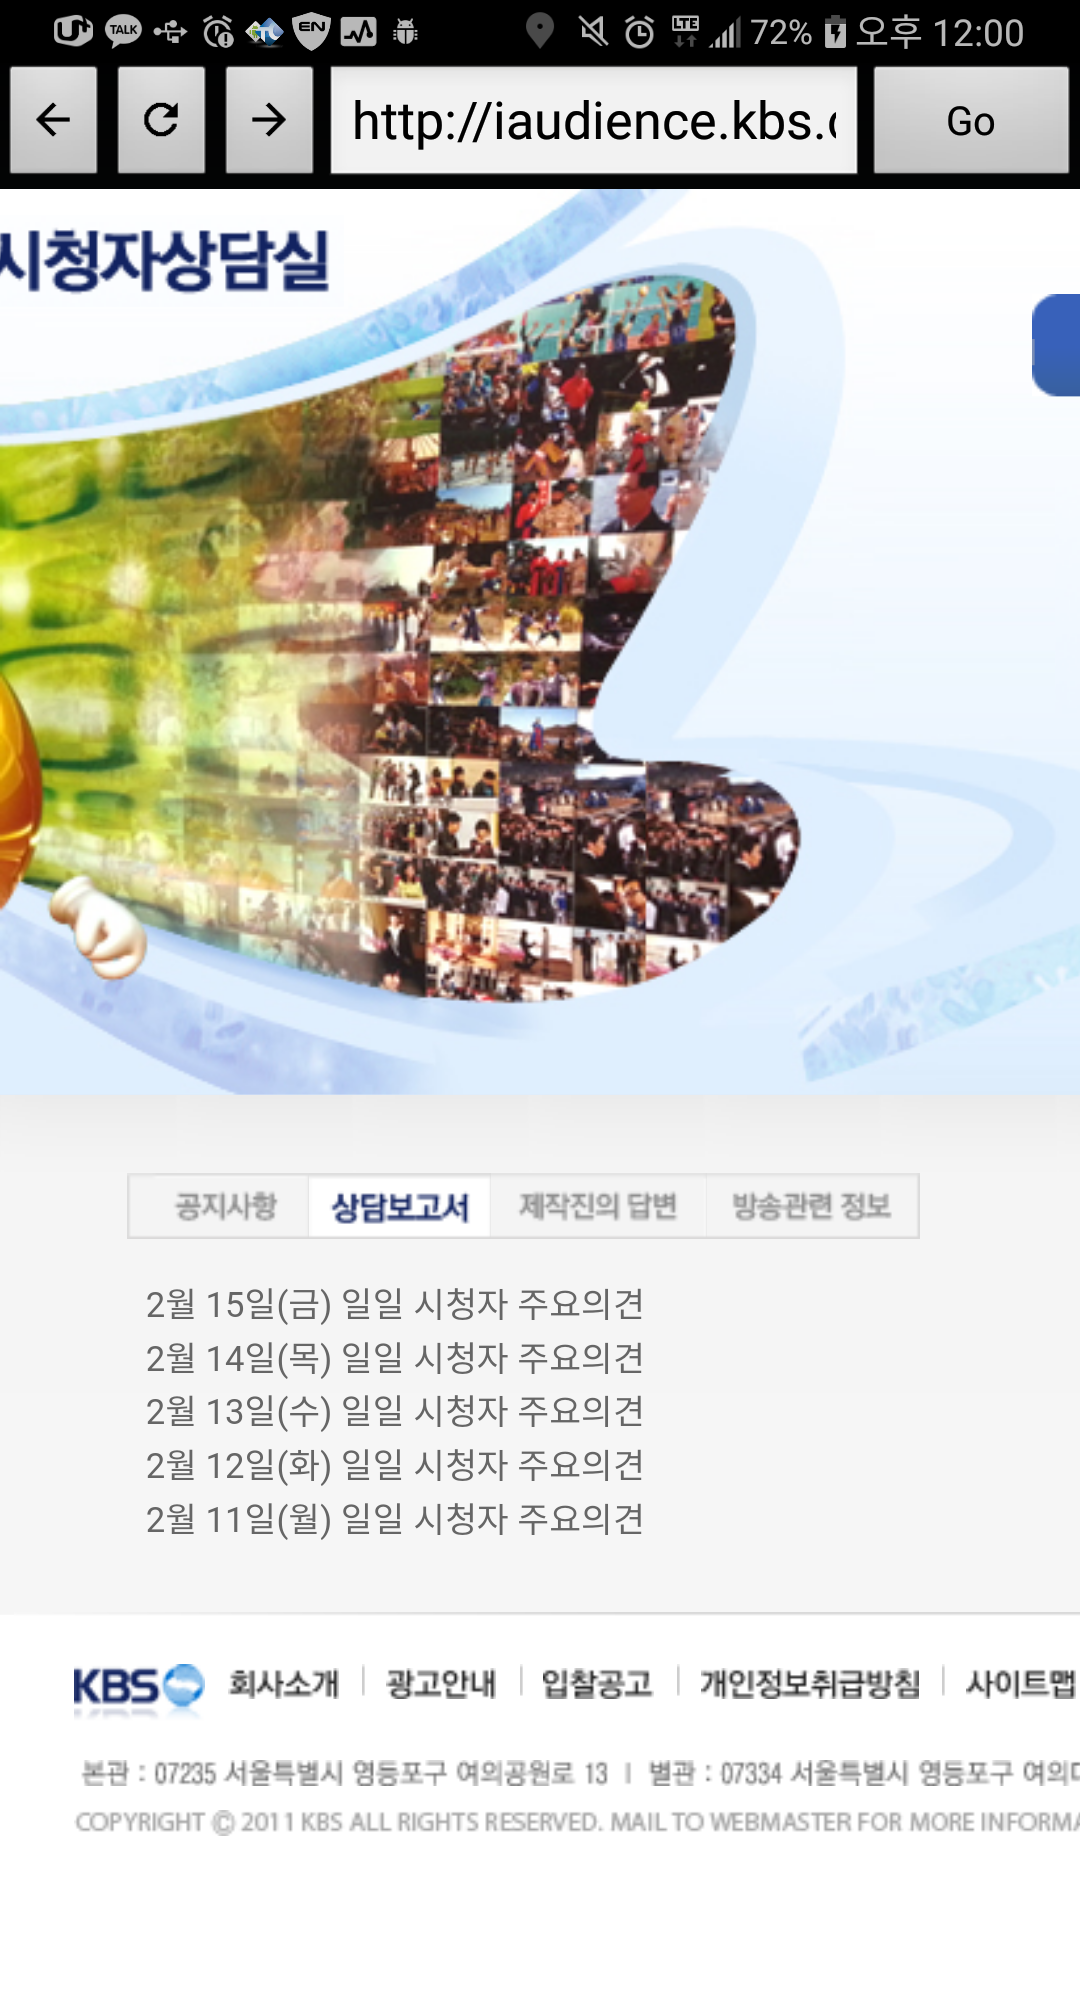 TALK
EN
LTE
72%
오후 12:00
http://iaudience.kbs.
Go
시청자상담실
공지사항 상담보고서 제작진의 답변 방송관련 정보
2월 15일(금) 일일 시청자 주요의견
2월 14일(목) 일일 시청자 주요의견
2월 13일(수) 일일 시청자 주요의견
2월 12일(화) 일일 시청자 주요의견
2월 11일(월) 일일 시청자 주요의견
KBS 회사소개 | 광고안내 | 입찰공고 | 개인정보취급방침 | 사이트맵
본관 : 07235 서울특별시 영등포구 여의공원로 13 | 별관 : 07334 서울특별시 영등포구
COPYRIGHT © 2011 KBS ALL RIGHTS RESERVED. MAIL TO WEBMASTER FOR MORE